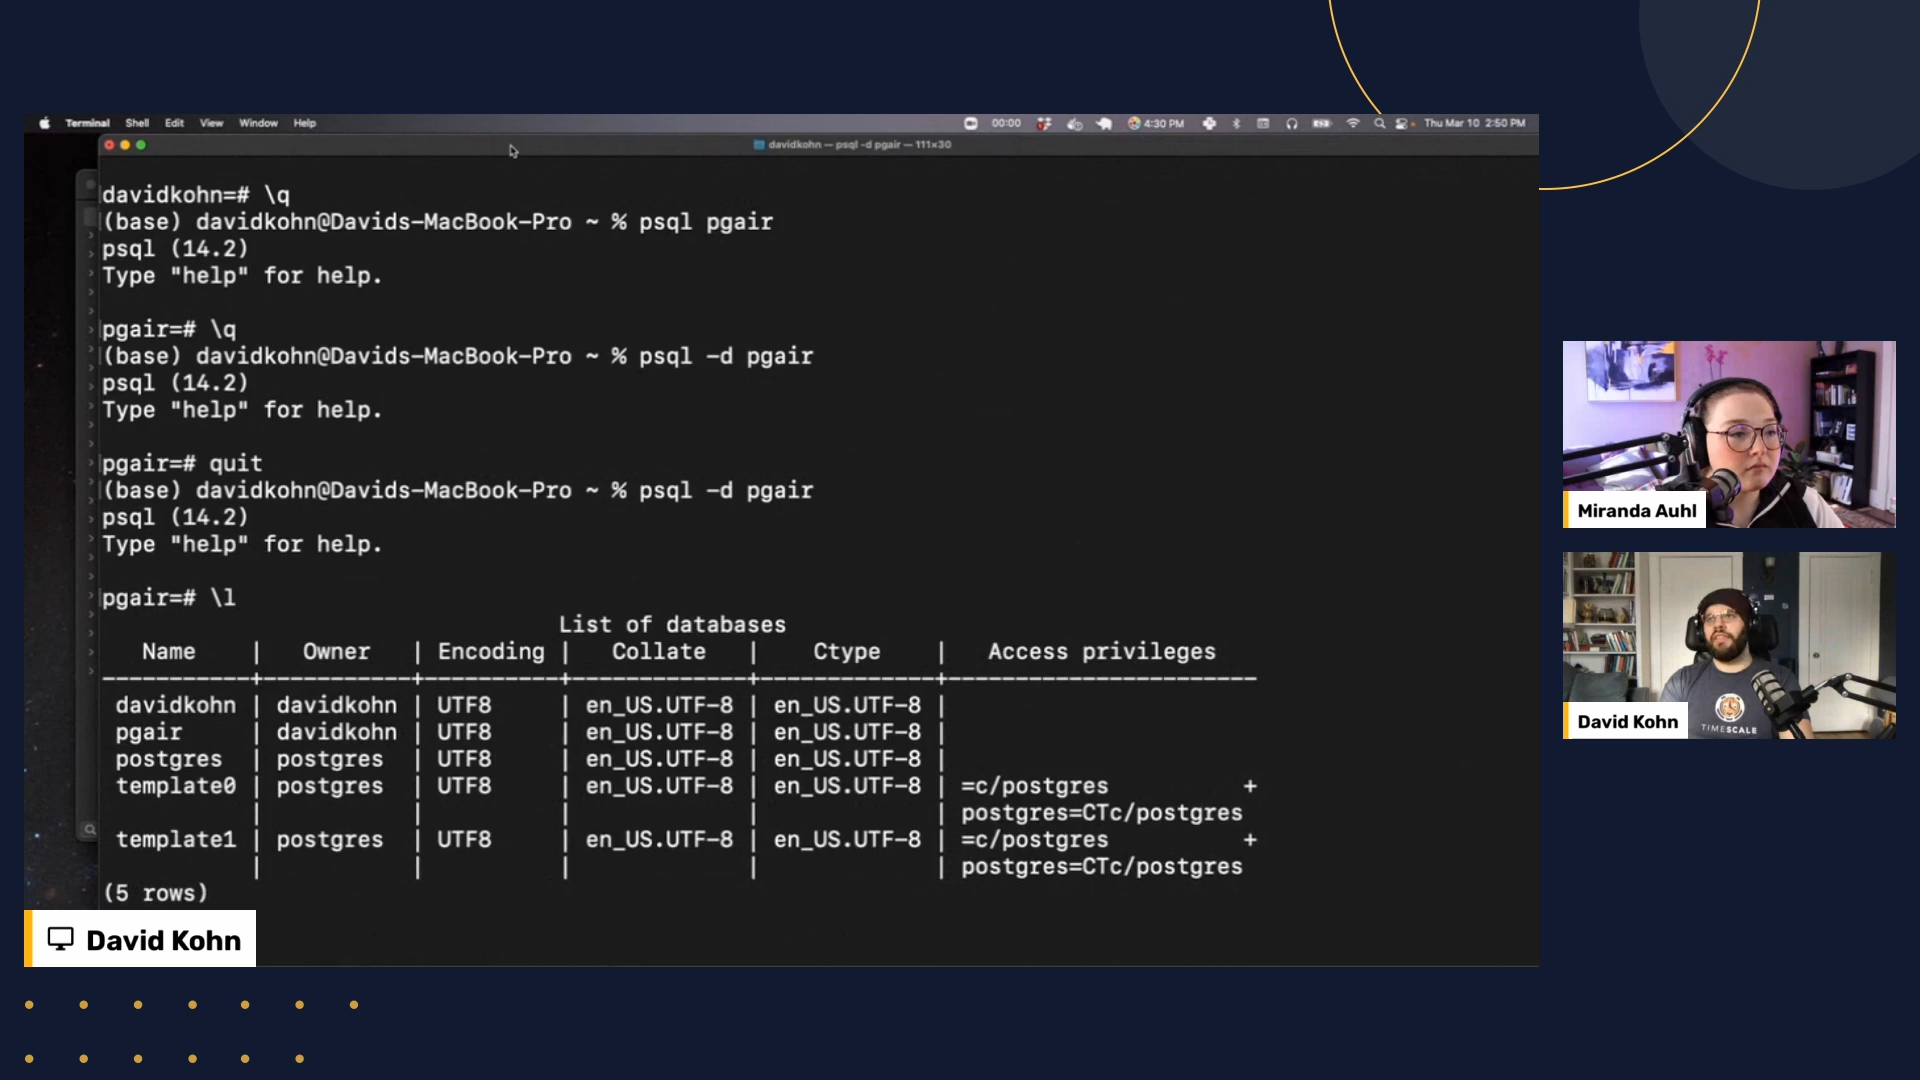 Terminal Shell Edit View Window Help 00:00 4:30 PM Thu Mar 10 2:50 PM
davidkohn — psql -d pgair — 111×30
davidkohn=# \q
(base) davidkohn@Davids-MacBook-Pro ~ % psql pgair
psql (14.2)
Type "help" for help.
pgair=# \q
(base) davidkohn@Davids-MacBook-Pro ~ % psql -d pgair
psql (14.2)
Type "help" for help.
pgair=# quit
(base) davidkohn@Davids-MacBook-Pro ~ % psql -d pgair
psql (14.2)
Type "help" for help.
pgair=# \l
List of databases
Name | Owner | Encoding | Collate | Ctype | Access privileges
-----------+-----------+----------+-------------+-------------+-----------------------
davidkohn | davidkohn | UTF8 | en_US.UTF-8 | en_US.UTF-8 |
pgair | davidkohn | UTF8 | en_US.UTF-8 | en_US.UTF-8 |
postgres | postgres | UTF8 | en_US.UTF-8 | en_US.UTF-8 |
template0 | postgres | UTF8 | en_US.UTF-8 | en_US.UTF-8 | =c/postgres +
| | | | | postgres=CTc/postgres
template1 | postgres | UTF8 | en_US.UTF-8 | en_US.UTF-8 | =c/postgres +
| | | | | postgres=CTc/postgres
(5 rows)
David Kohn
Miranda Auhl
TIMESCALE
David Kohn